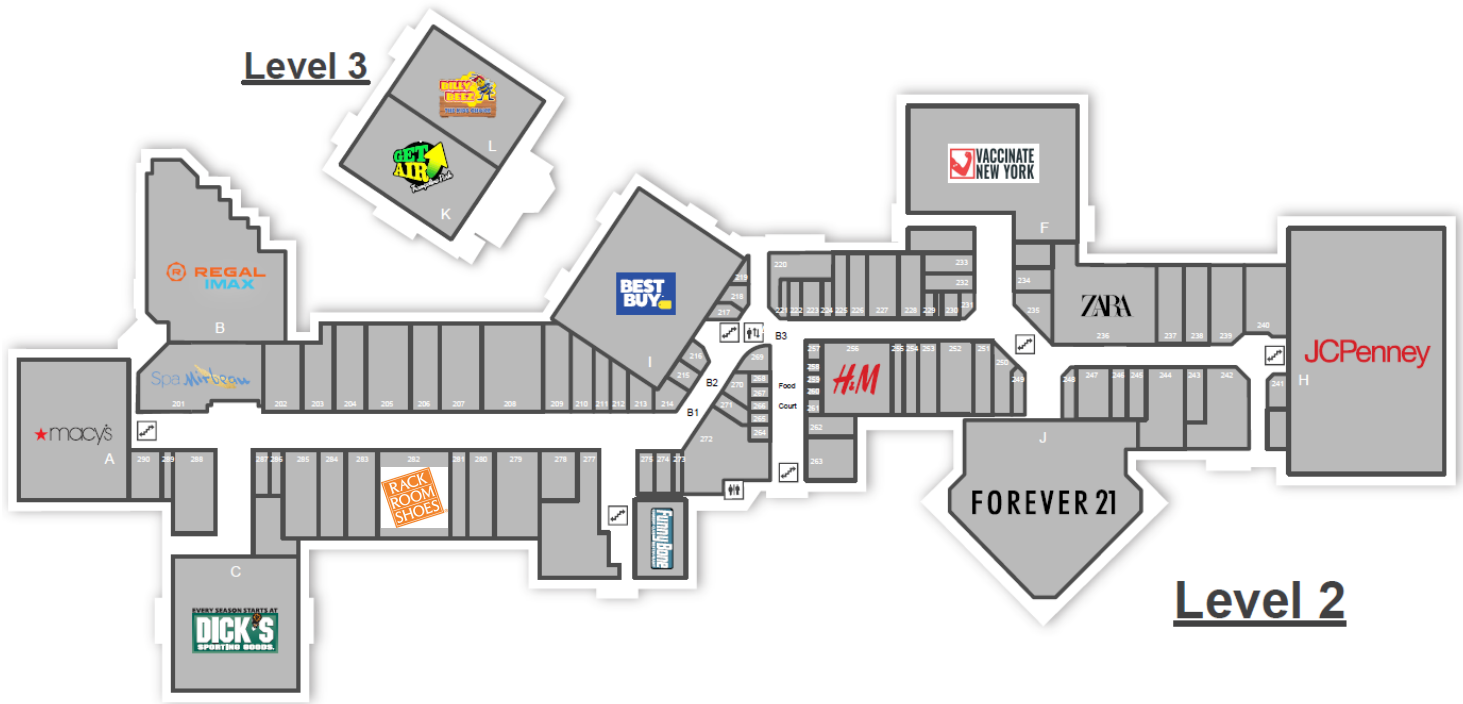 Level 3
BILLY
BEEZ
L
GET
AIR
Trampoline Park
K
VACCINATE
NEW YORK
F
R REGAL
IMAX
B
BEST
BUY
I
219
218
217
220
233
232
221 222 223 224 225 226 227 228 229 230 231
234
235
ZARA
236 237 238 239 240
JCPenney
H
B3
216
215
B2
B1
Spa Mirbeau
201 202 203 204 205 206 207 208 209 210 211 212 213 214
269
270
271
272
268
267
266
265
264
Food
Court
257
258
259
260
261
262
263
256 255 254 253 252 251 250
249
H&M
248 247 246 245 244 243 242
241
macy's
A
290 289 288 287 286 285 284 283 282 281 280 279 278 277
275 274 273
RACK
ROOM
SHOES
Funny Bone
J
FOREVER 21
C
EVERY SEASON STARTS AT
DICK'S
SPORTING GOODS.
Level 2